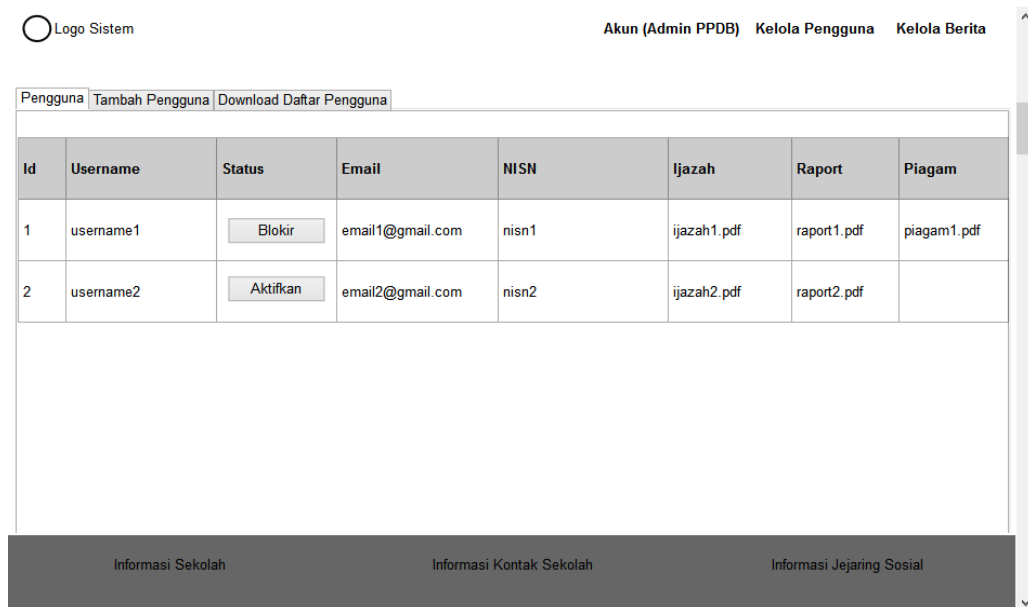 Logo Sistem
Akun (Admin PPDB) Kelola Pengguna Kelola Berita
Pengguna Tambah Pengguna Download Daftar Pengguna
Id Username Status Email NISN Ijazah Raport Piagam
1 username1 Blokir email1@gmail.com nisn1 ijazah1.pdf raport1.pdf piagam1.pdf
2 username2 Aktifkan email2@gmail.com nisn2 ijazah2.pdf raport2.pdf
Informasi Sekolah Informasi Kontak Sekolah Informasi Jejaring Sosial